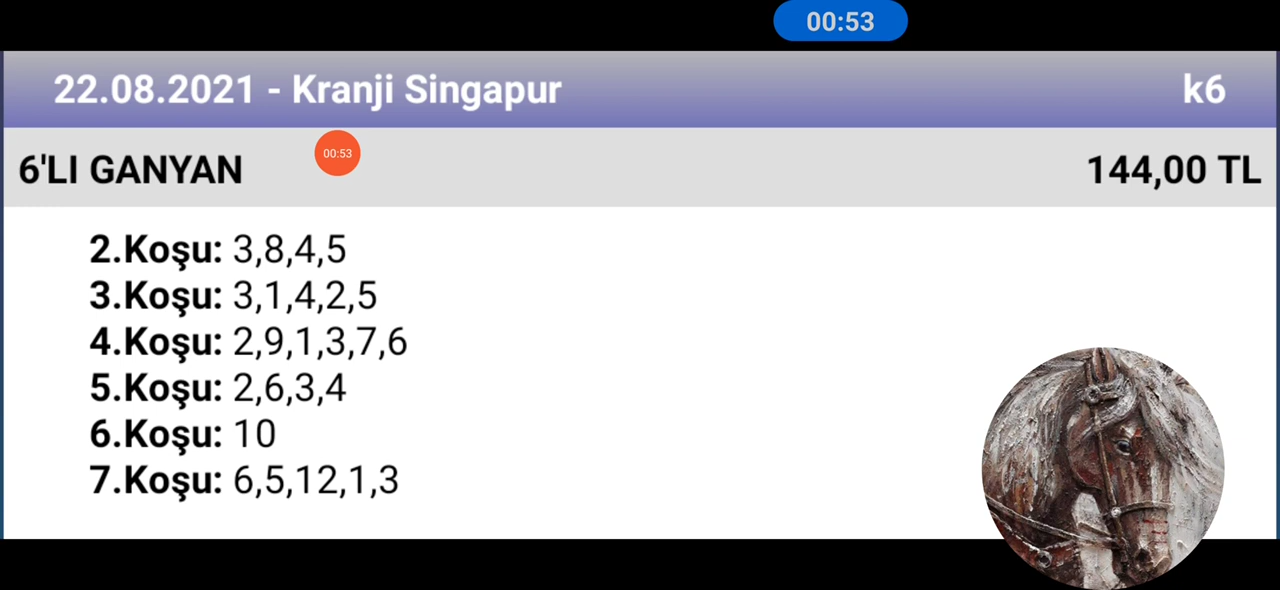 00:53
22.08.2021 - Kranji Singapur k6
00:53
6'LI GANYAN 144,00 TL
2.Koşu: 3,8,4,5
3.Koşu: 3,1,4,2,5
4.Koşu: 2,9,1,3,7,6
5.Koşu: 2,6,3,4
6.Koşu: 10
7.Koşu: 6,5,12,1,3